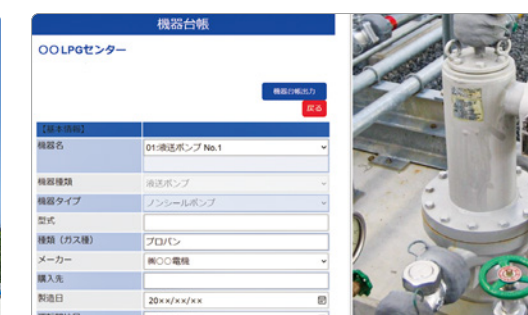 機器台帳
〇〇LPGセンター
機器台帳出力
戻る
【基本情報】
機器名 01:液送ポンプ No.1
機器種類 液送ポンプ
機器タイプ ノンシールポンプ
型式
種類（ガス種） プロパン
メーカー ㈱〇〇電機
購入先
製造日 20××/××/××